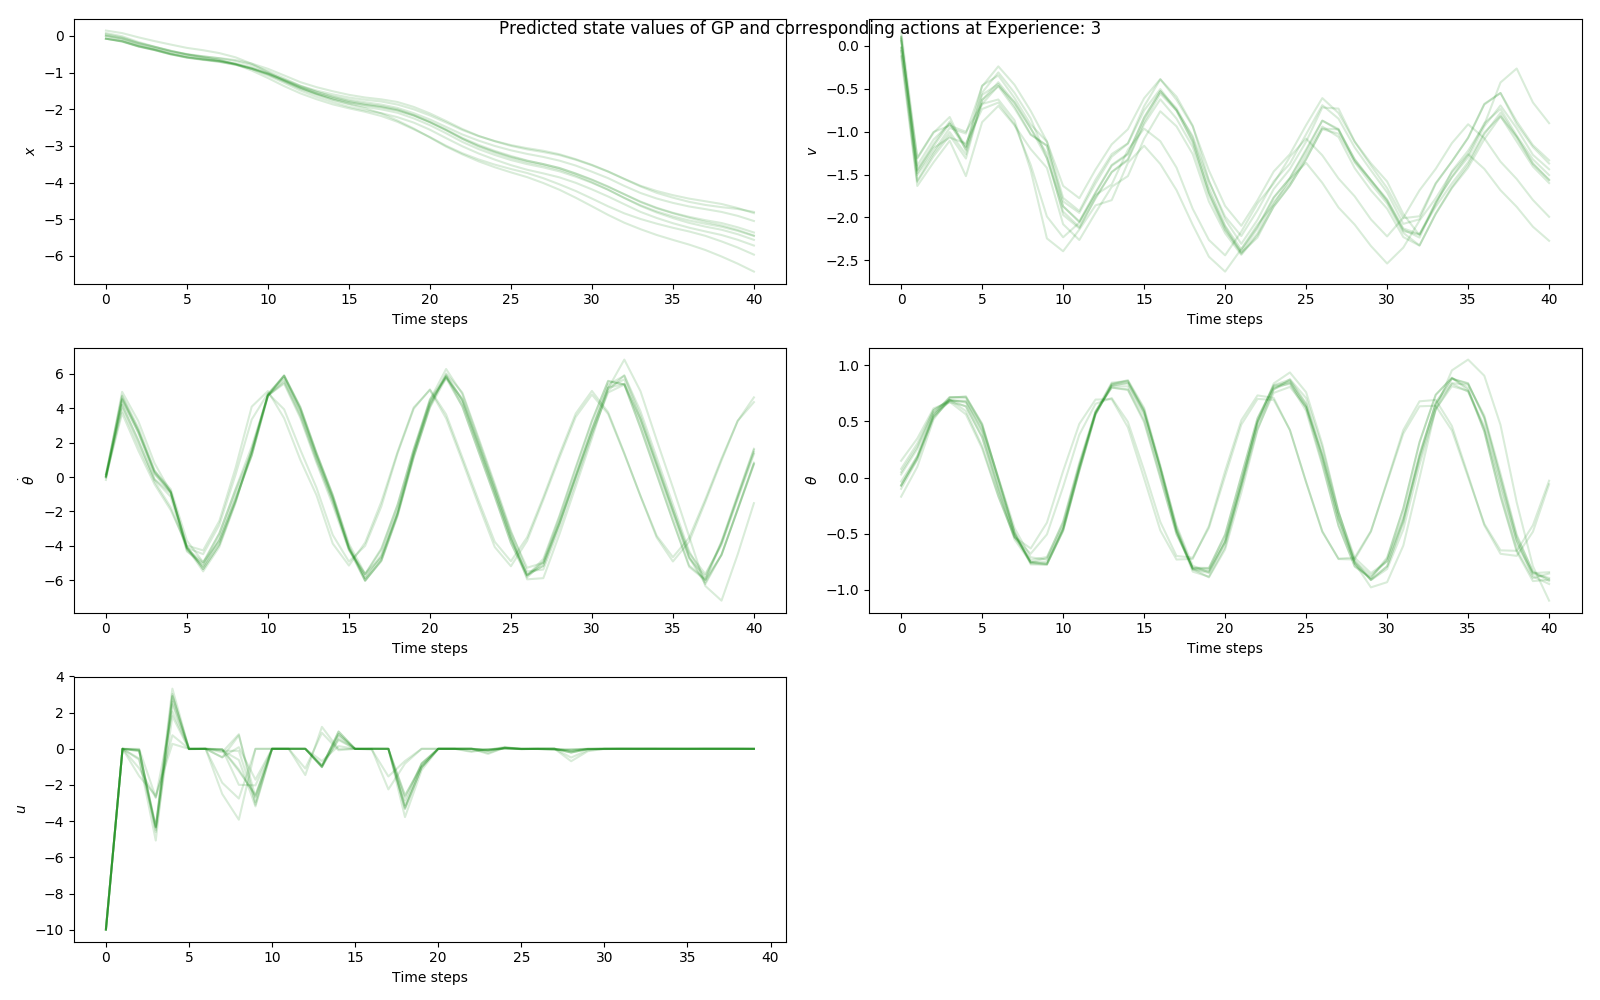 Predicted state values of GP and corresponding actions at Experience: 3
0
−1
−2
−3
−4
−5
−6
x
0 5 10 15 20 25 30 35 40
Time steps
0.0
−0.5
−1.0
−1.5
−2.0
−2.5
v
0 5 10 15 20 25 30 35 40
Time steps
6
4
2
0
−2
−4
−6
θ̇
0 5 10 15 20 25 30 35 40
Time steps
1.0
0.5
0.0
−0.5
−1.0
θ
0 5 10 15 20 25 30 35 40
Time steps
4
2
0
−2
−4
−6
−8
−10
u
0 5 10 15 20 25 30 35 40
Time steps